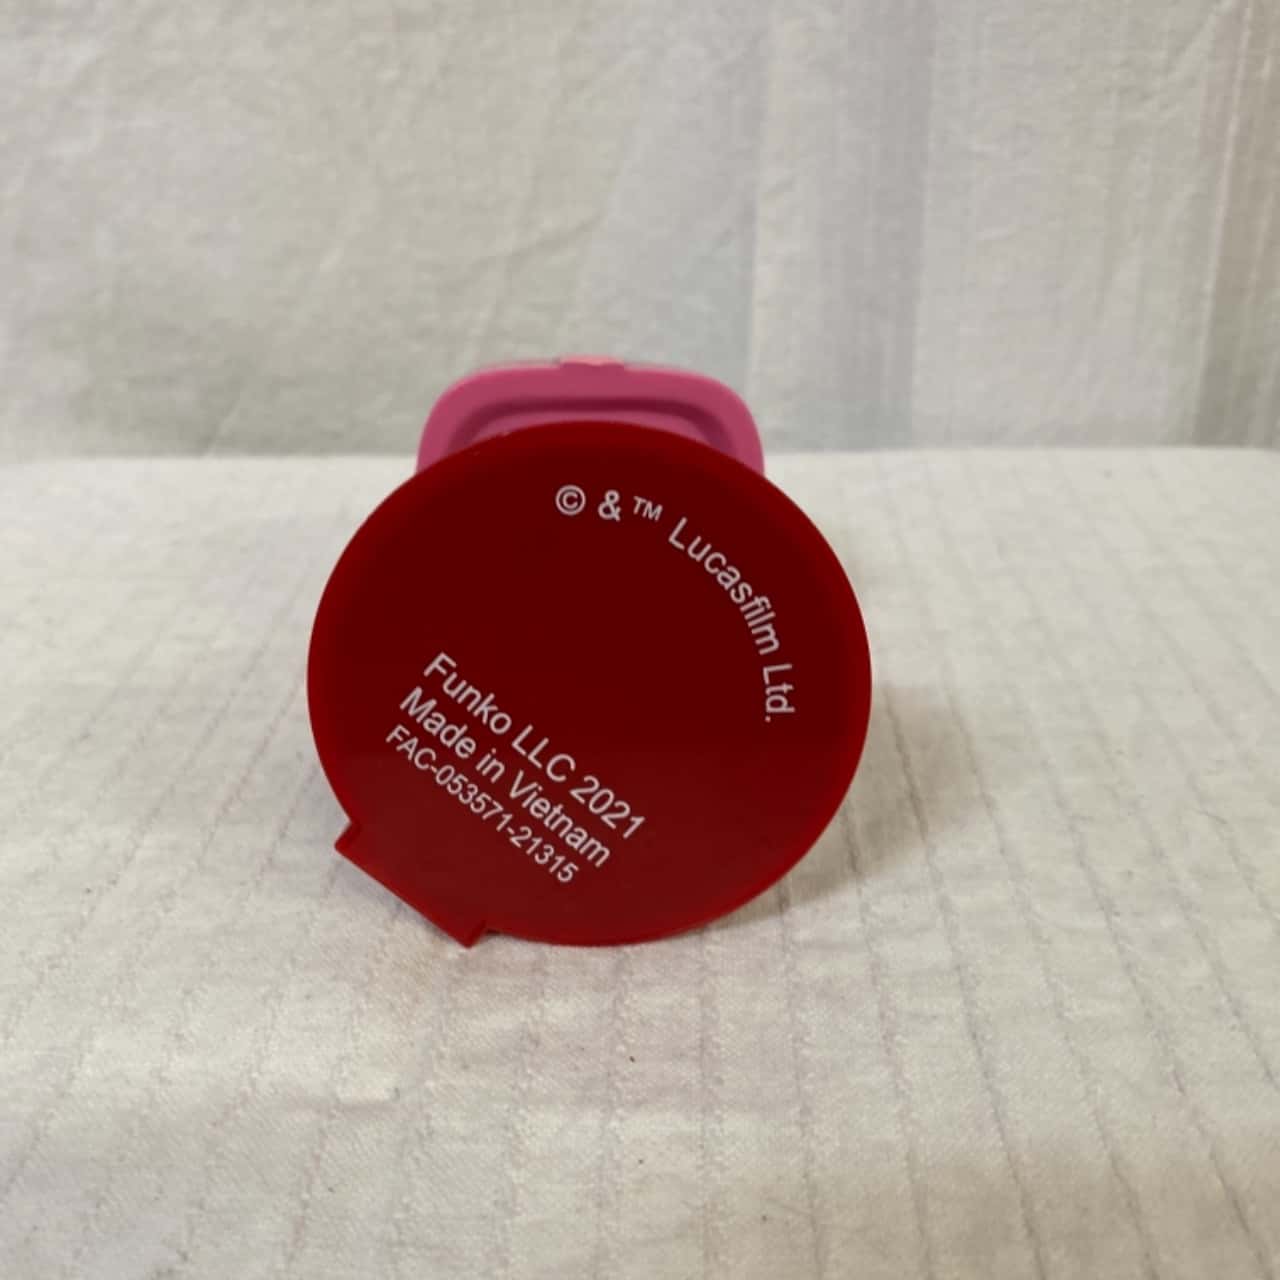 © & ™ Lucasfilm Ltd.
Funko LLC 2021
Made in Vietnam
FAC-053571-21315